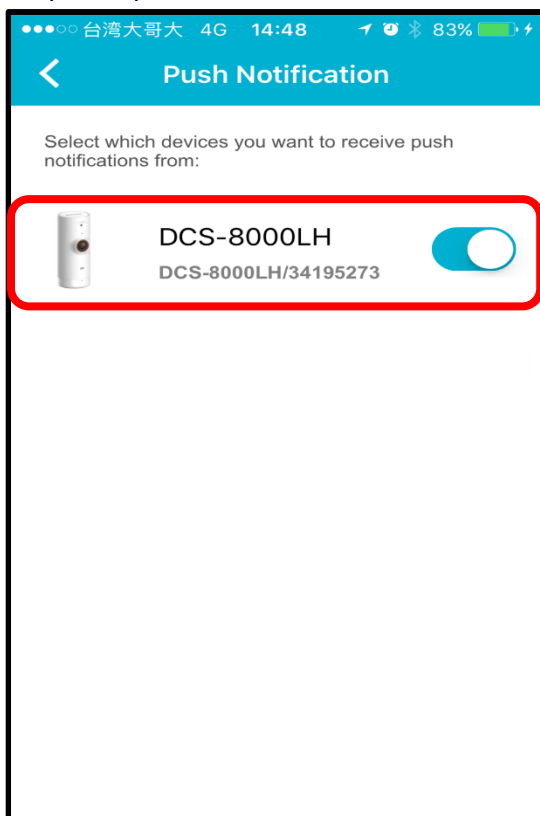 台湾大哥大 4G 14:48 83%
Push Notification
Select which devices you want to receive push
notifications from:
DCS-8000LH
DCS-8000LH/34195273